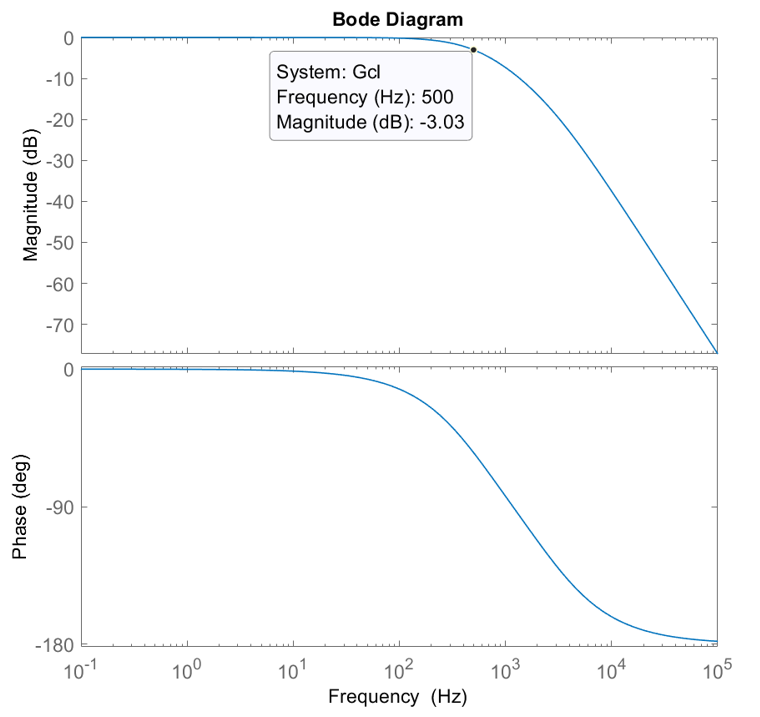 Bode Diagram
Magnitude (dB)
0
-10
-20
-30
-40
-50
-60
-70
System: Gcl
Frequency (Hz): 500
Magnitude (dB): -3.03
Phase (deg)
0
-90
-180
10^-1 10^0 10^1 10^2 10^3 10^4 10^5
Frequency (Hz)